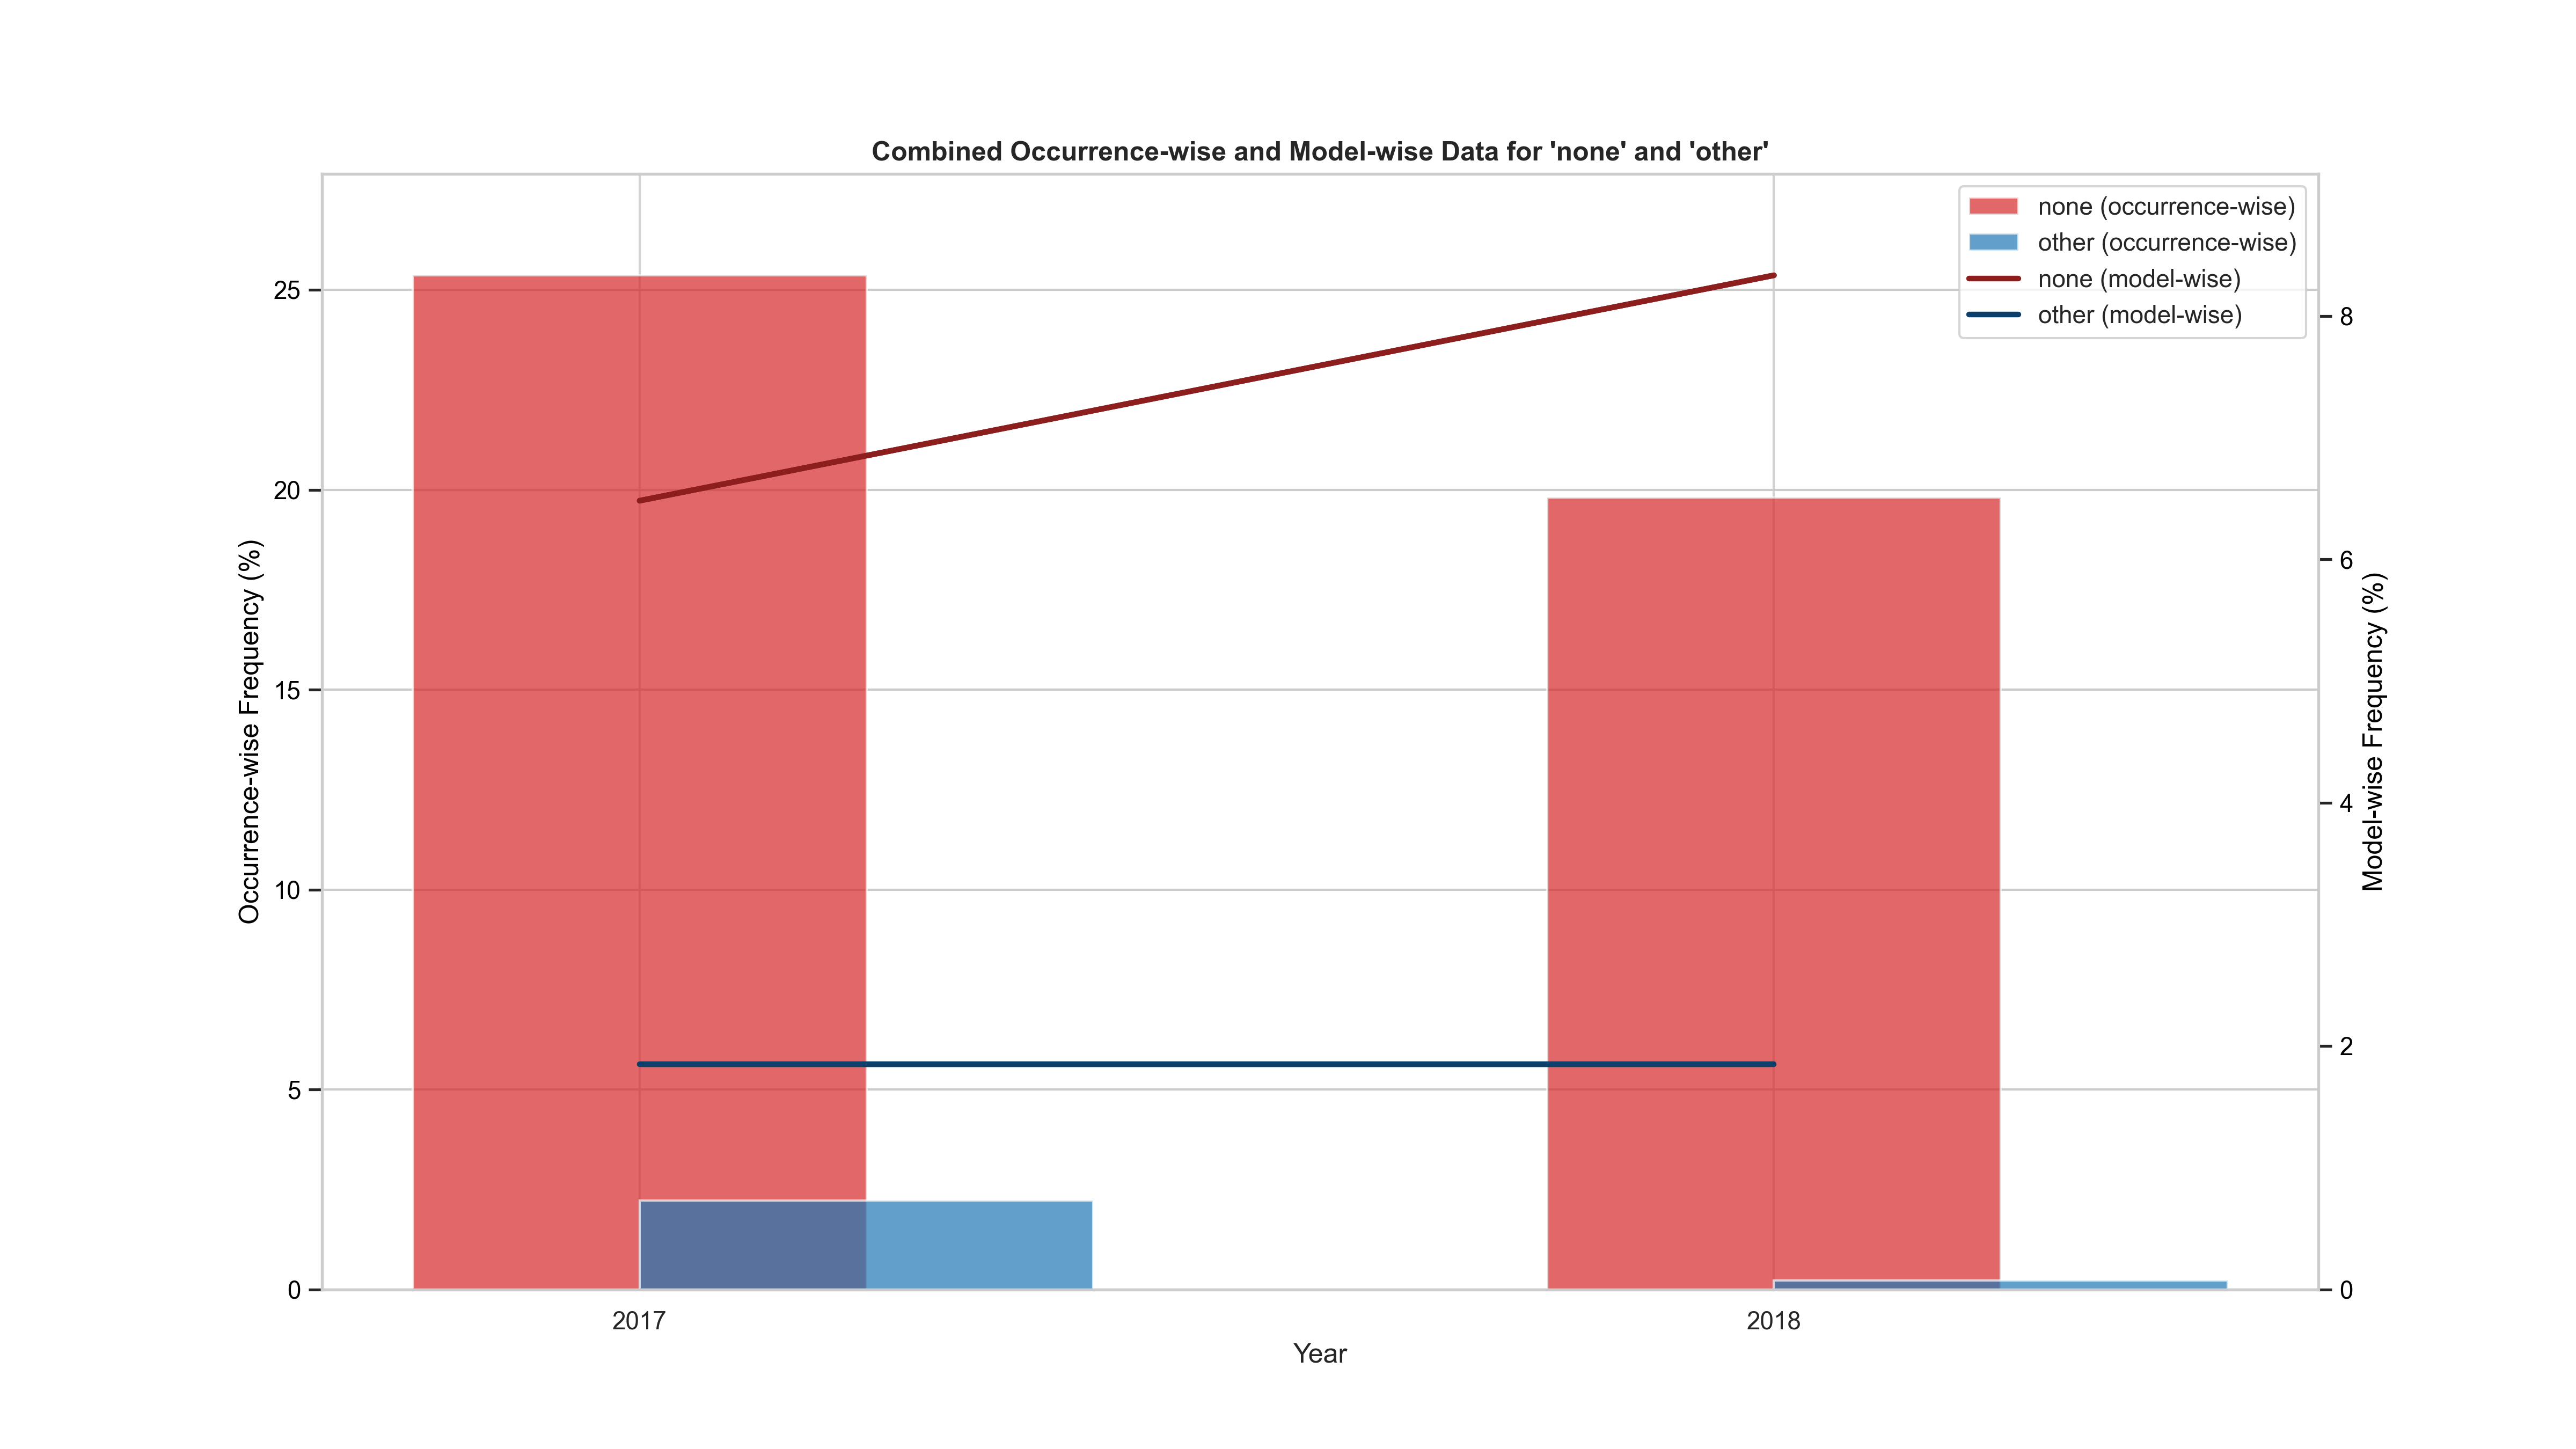 Combined Occurrence-wise and Model-wise Data for 'none' and 'other'
none (occurrence-wise)
other (occurrence-wise)
none (model-wise)
other (model-wise)
Occurrence-wise Frequency (%)
25
20
15
10
5
0
Model-wise Frequency (%)
8
6
4
2
0
2017
2018
Year